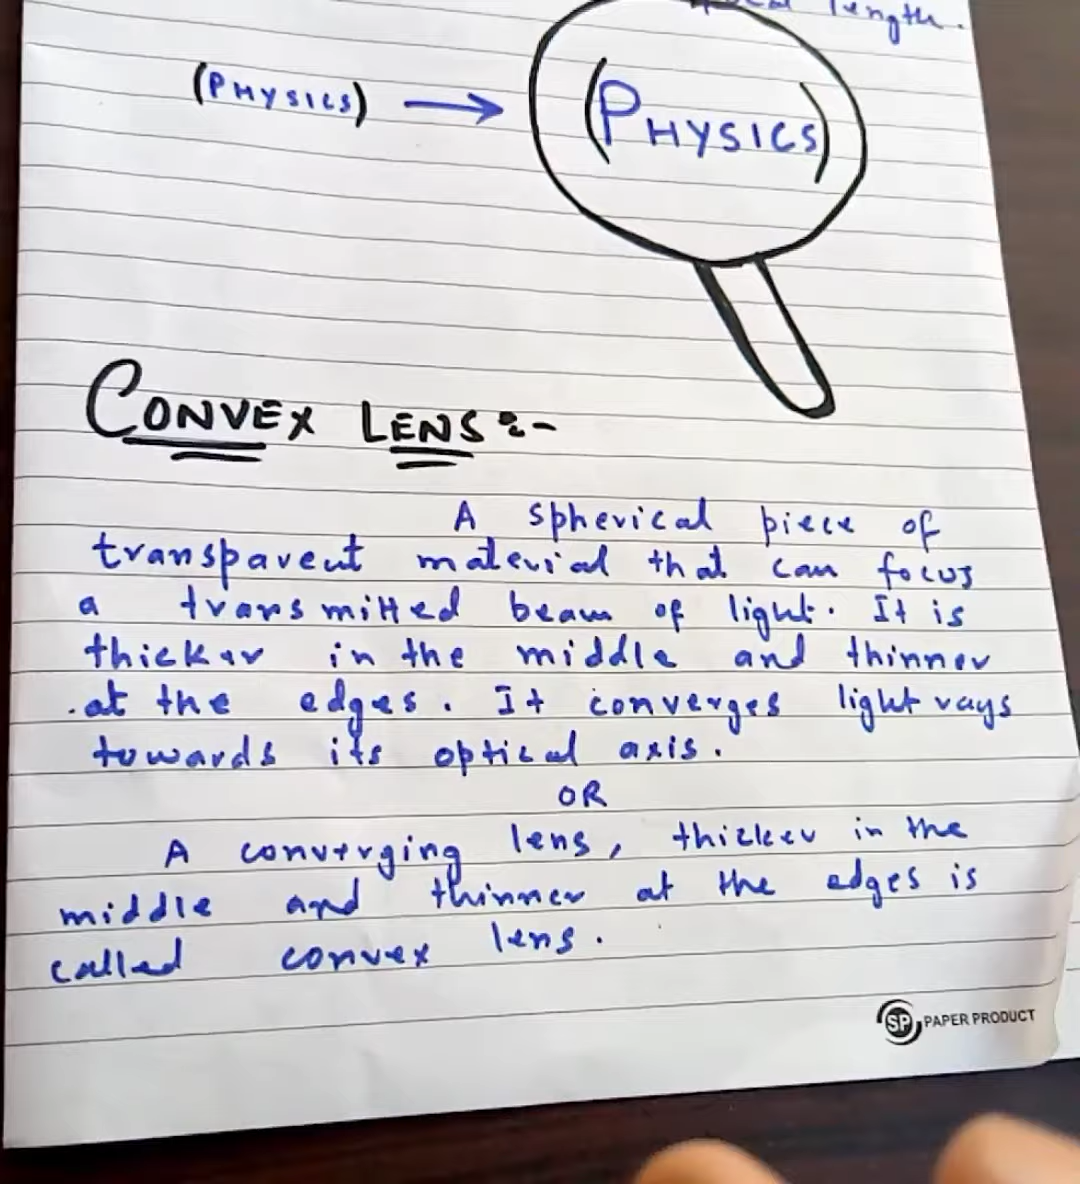 length.
(PHYSICS) → (PHYSICS)
CONVEX LENS :-
A spherical piece of
transparent material that can focus
a transmitted beam of light. It is
thicker in the middle and thinner
.at the edges. It converges light rays
towards its optical axis.
OR
A converging lens, thicker in the
middle and thinner at the edges is
called convex lens.
SP PAPER PRODUCT